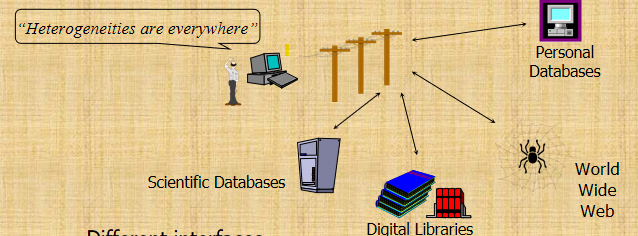 “Heterogeneities are everywhere”
Personal
Databases
Scientific Databases
World
Wide
Web
Digital Libraries
Different interfaces